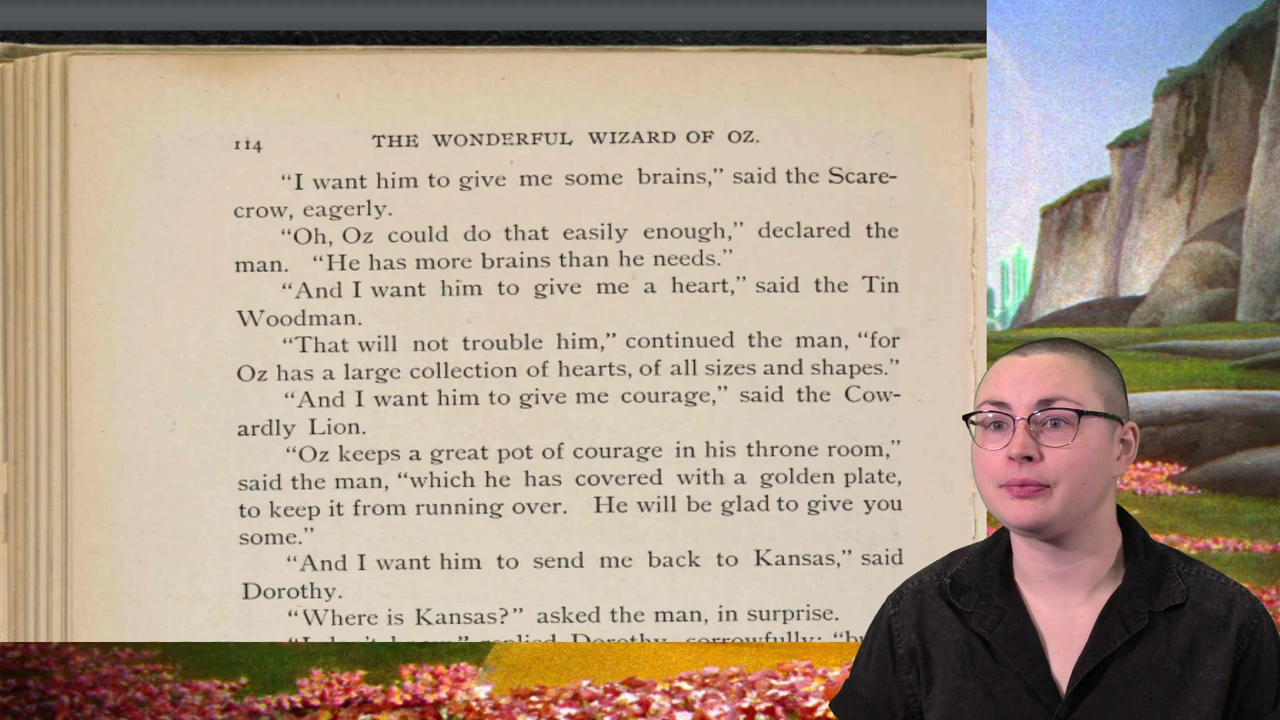 114 THE WONDERFUL WIZARD OF OZ.
“I want him to give me some brains,” said the Scare-
crow, eagerly.
“Oh, Oz could do that easily enough,” declared the
man. “He has more brains than he needs.”
“And I want him to give me a heart,” said the Tin
Woodman.
“That will not trouble him,” continued the man, “for
Oz has a large collection of hearts, of all sizes and shapes.”
“And I want him to give me courage,” said the Cow-
ardly Lion.
“Oz keeps a great pot of courage in his throne room,”
said the man, “which he has covered with a golden plate,
to keep it from running over. He will be glad to give you
some.”
“And I want him to send me back to Kansas,” said
Dorothy.
“Where is Kansas?” asked the man, in surprise.
“I don't know,” replied Dorothy, sorrowfully;